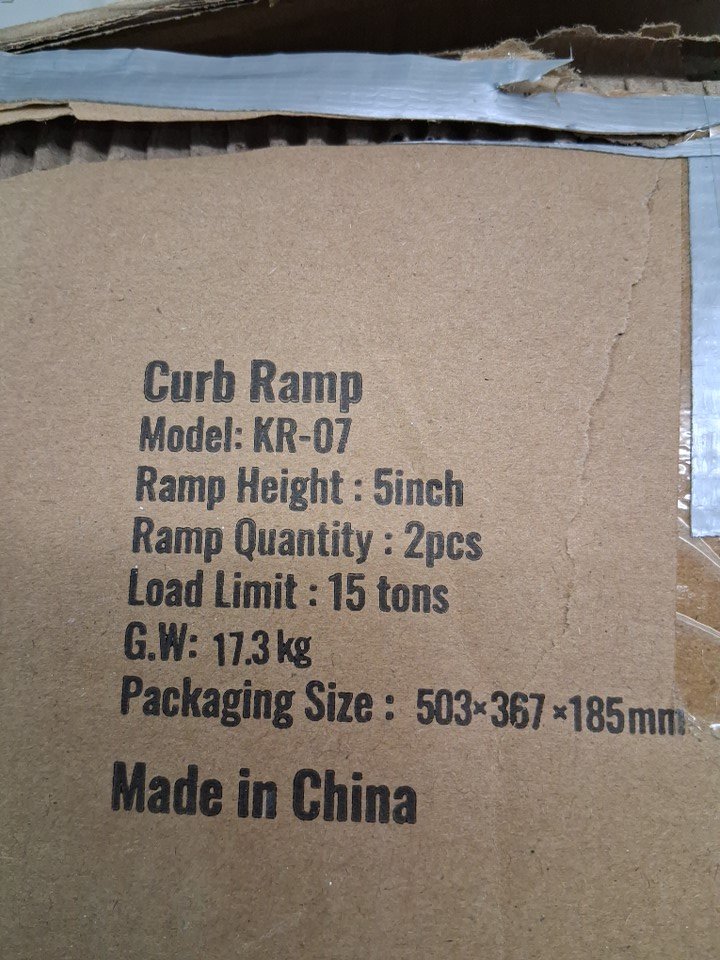 Curb Ramp
Model: KR-07
Ramp Height : 5inch
Ramp Quantity : 2pcs
Load Limit : 15 tons
G.W: 17.3 kg
Packaging Size : 503×367×185mm
Made in China